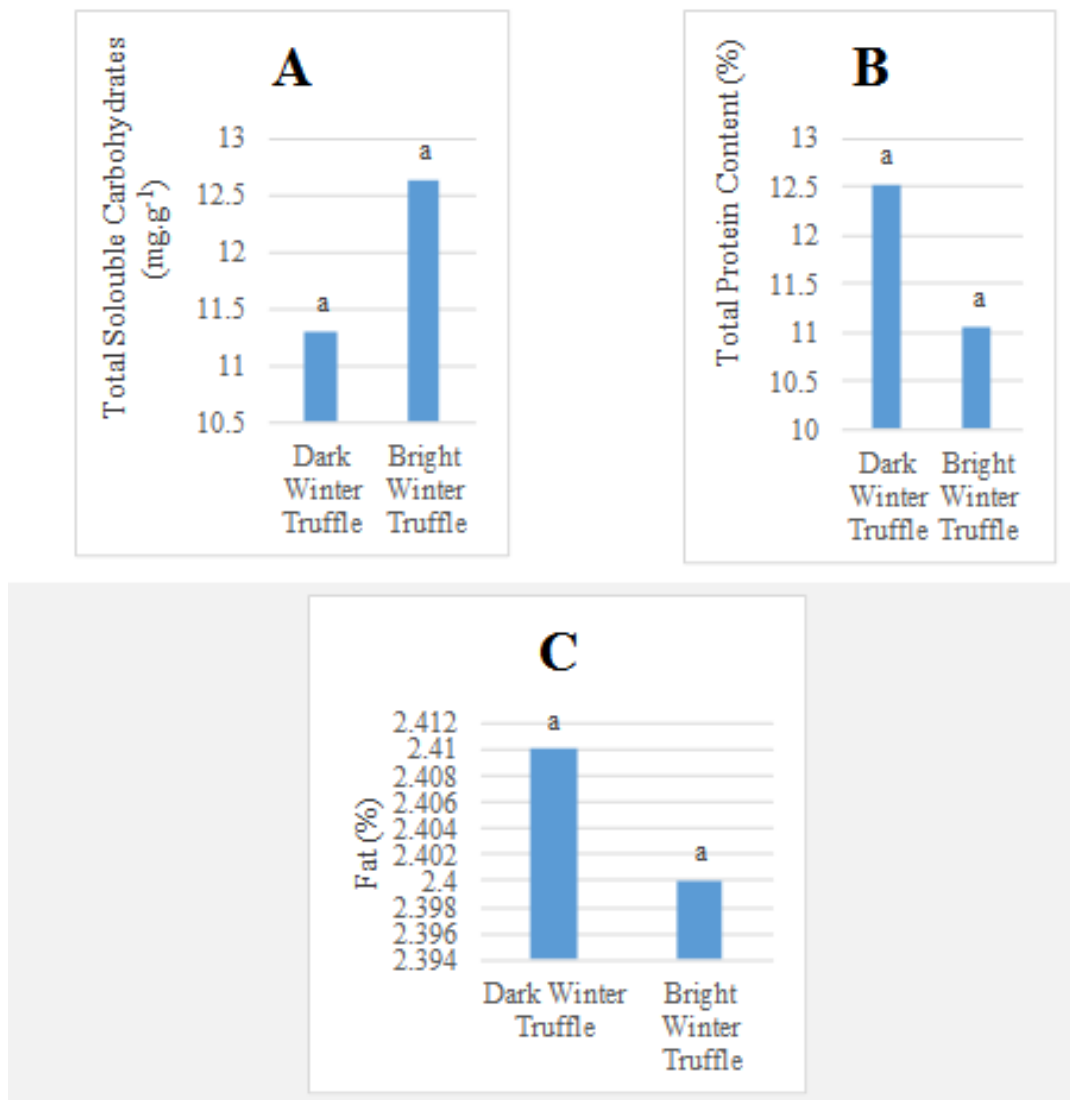 A
Total Solouble Carbohydrates
(mg.g-1)
13
12.5
12
11.5
11
10.5
a
a
Dark
Winter
Truffle
Bright
Winter
Truffle
B
Total Protein Content (%)
13
12.5
12
11.5
11
10.5
10
a
a
Dark
Winter
Truffle
Bright
Winter
Truffle
C
Fat (%)
2.412
2.41
2.408
2.406
2.404
2.402
2.4
2.398
2.396
2.394
a
a
Dark Winter
Truffle
Bright
Winter
Truffle